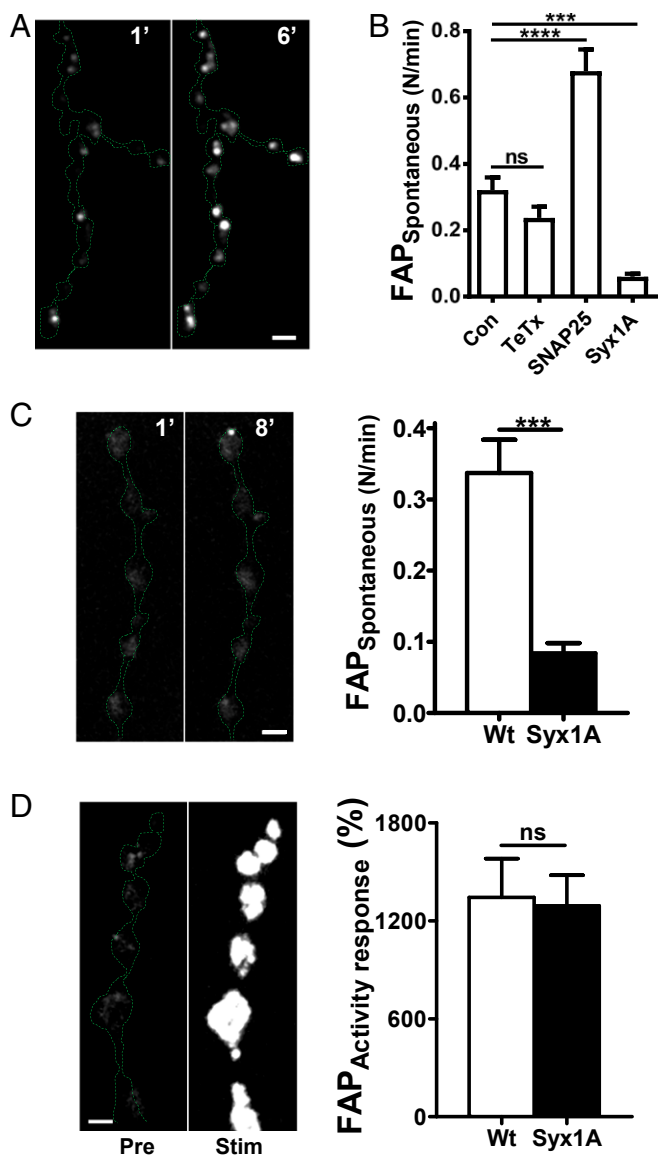 A
1’
6’
B
FAPSpontaneous (N/min)
0.8
0.6
0.4
0.2
0.0
***
****
ns
Con
TeTx
SNAP25
Syx1A
C
1’
8’
FAPSpontaneous (N/min)
0.4
0.3
0.2
0.1
0.0
***
Wt
Syx1A
D
Pre
Stim
FAPActivity response (%)
1800
1200
600
0
ns
Wt
Syx1A